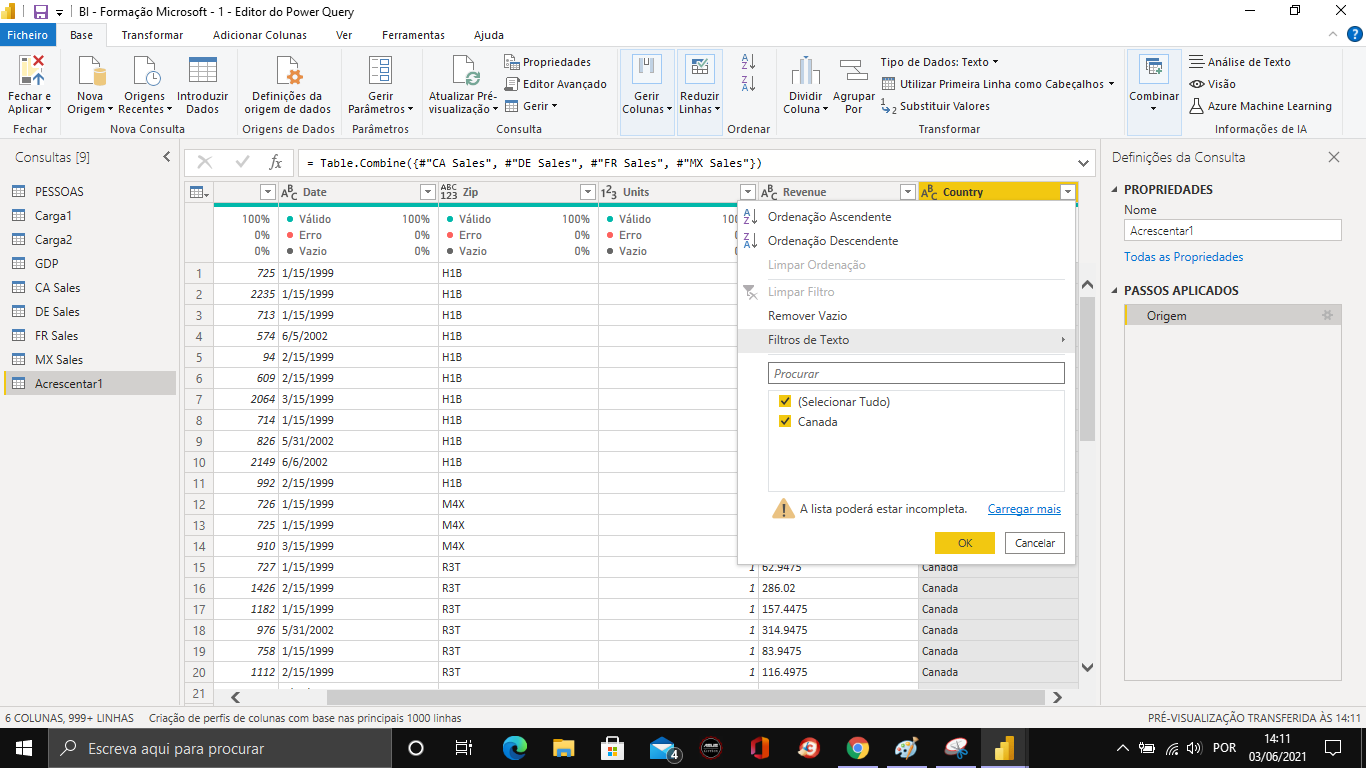 BI - Formação Microsoft - 1 - Editor do Power Query
Ficheiro Base Transformar Adicionar Colunas Ver Ferramentas Ajuda
Fechar e Aplicar
Fechar
Nova Origem
Origens Recentes
Introduzir Dados
Nova Consulta
Definições da origem de dados
Origens de Dados
Gerir Parâmetros
Parâmetros
Atualizar Pré-visualização
Propriedades
Editor Avançado
Gerir
Consulta
Gerir Colunas
Reduzir Linhas
Ordenar
Dividir Coluna
Agrupar Por
Tipo de Dados: Texto
Utilizar Primeira Linha como Cabeçalhos
Substituir Valores
Transformar
Combinar
Análise de Texto
Visão
Azure Machine Learning
Informações de IA
Consultas [9]
PESSOAS
Carga1
Carga2
GDP
CA Sales
DE Sales
FR Sales
MX Sales
Acrescentar1
= Table.Combine({#"CA Sales", #"DE Sales", #"FR Sales", #"MX Sales"})
Date Zip Units Revenue Country
100% Válido 100% Válido 100% Válido
0% Erro 0% Erro 0% Erro
0% Vazio 0% Vazio 0% Vazio
1 725 1/15/1999 H1B
2 2235 1/15/1999 H1B
3 713 1/15/1999 H1B
4 574 6/5/2002 H1B
5 94 2/15/1999 H1B
6 609 2/15/1999 H1B
7 2064 3/15/1999 H1B
8 714 1/15/1999 H1B
9 826 5/31/2002 H1B
10 2149 6/6/2002 H1B
11 992 2/15/1999 H1B
12 726 1/15/1999 M4X
13 725 1/15/1999 M4X
14 910 3/15/1999 M4X
15 727 1/15/1999 R3T 1 62.9475 Canada
16 1426 2/15/1999 R3T 1 286.02 Canada
17 1182 1/15/1999 R3T 1 157.4475 Canada
18 976 5/31/2002 R3T 1 314.9475 Canada
19 758 1/15/1999 R3T 1 83.9475 Canada
20 1112 2/15/1999 R3T 1 116.4975 Canada
21
Ordenação Ascendente
Ordenação Descendente
Limpar Ordenação
Limpar Filtro
Remover Vazio
Filtros de Texto
Procurar
(Selecionar Tudo)
Canada
A lista poderá estar incompleta. Carregar mais
OK Cancelar
Definições da Consulta
PROPRIEDADES
Nome
Acrescentar1
Todas as Propriedades
PASSOS APLICADOS
Origem
6 COLUNAS, 999+ LINHAS Criação de perfis de colunas com base nas principais 1000 linhas
PRÉ-VISUALIZAÇÃO TRANSFERIDA ÀS 14:11
Escreva aqui para procurar
4
POR
14:11
03/06/2021